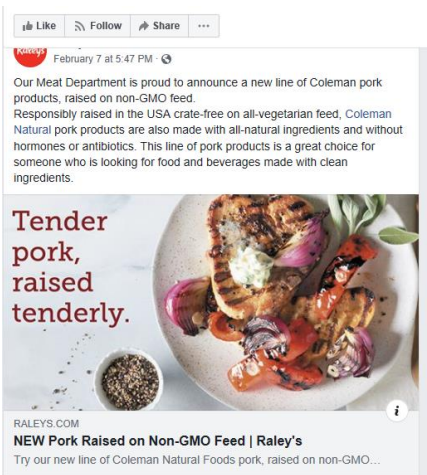 Like Follow Share ...
Raley's
February 7 at 5:47 PM ·
Our Meat Department is proud to announce a new line of Coleman pork
products, raised on non-GMO feed.
Responsibly raised in the USA crate-free on all-vegetarian feed, Coleman
Natural pork products are also made with all-natural ingredients and without
hormones or antibiotics. This line of pork products is a great choice for
someone who is looking for food and beverages made with clean
ingredients.
Tender
pork,
raised
tenderly.
i
RALEYS.COM
NEW Pork Raised on Non-GMO Feed | Raley's
Try our new line of Coleman Natural Foods pork, raised on non-GMO...